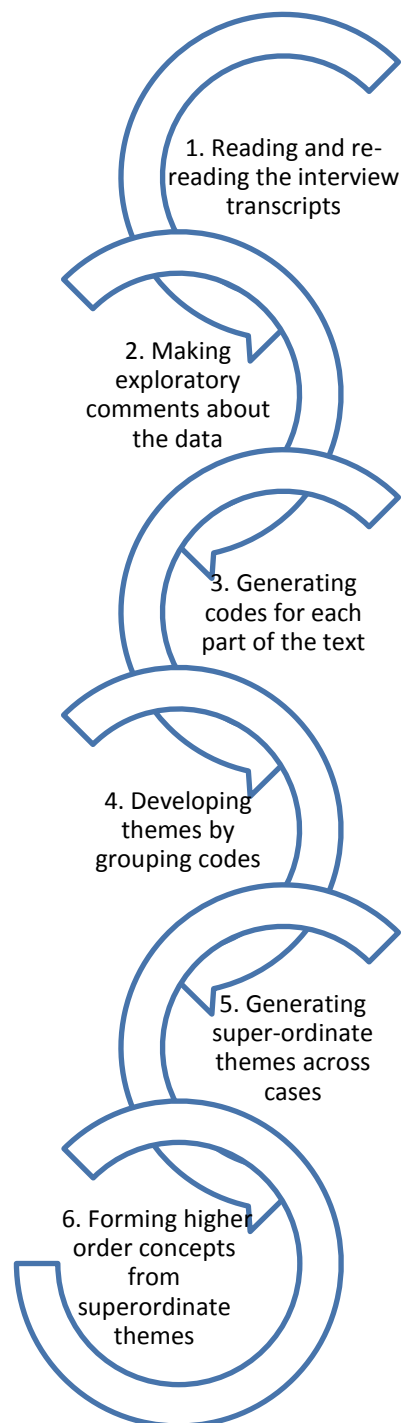 1. Reading and re-
reading the interview
transcripts
2. Making
exploratory
comments about
the data
3. Generating
codes for each
part of the text
4. Developing
themes by
grouping codes
5. Generating
super-ordinate
themes across
cases
6. Forming higher
order concepts
from
superordinate
themes